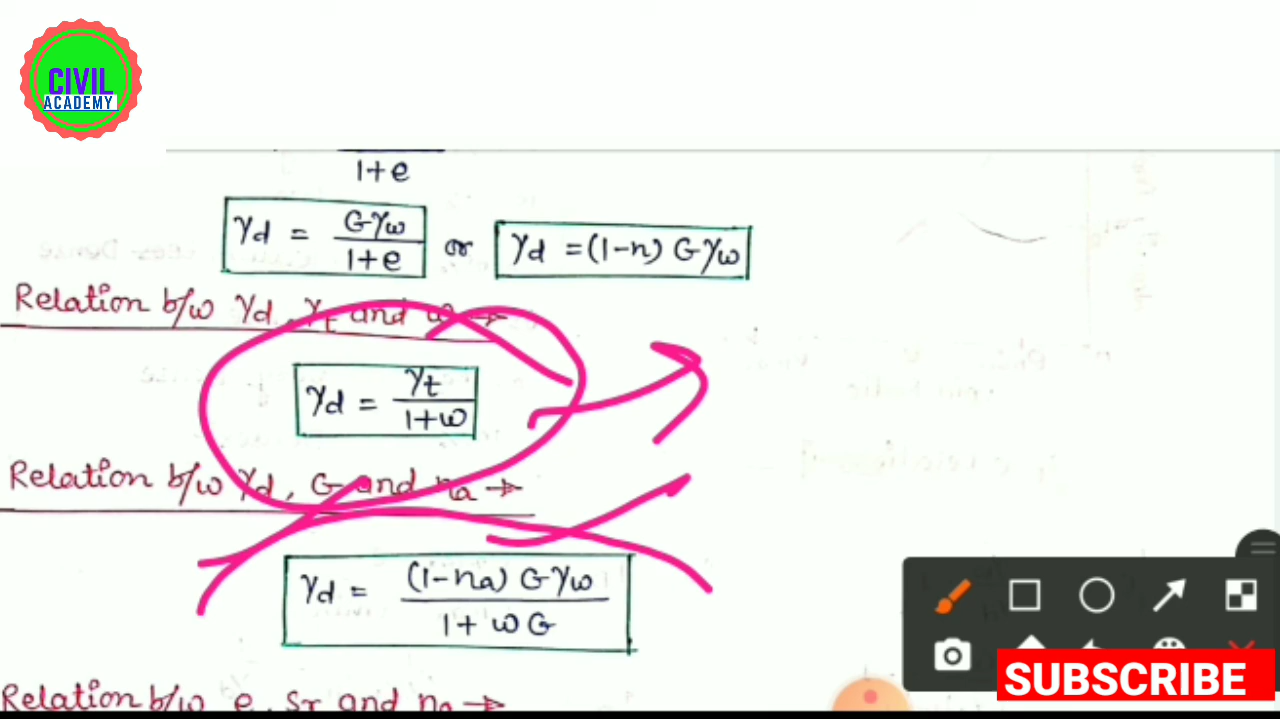 CIVIL
ACADEMY
1+e
γd = Gγω / 1+e or γd = (1-n) Gγω
Relation b/w γd, γt and ω →
γd = γt / 1+ω
Relation b/w γd, G and na →
γd = (1-na) Gγω / 1+ωG
Relation b/w e, Sr and na →
SUBSCRIBE